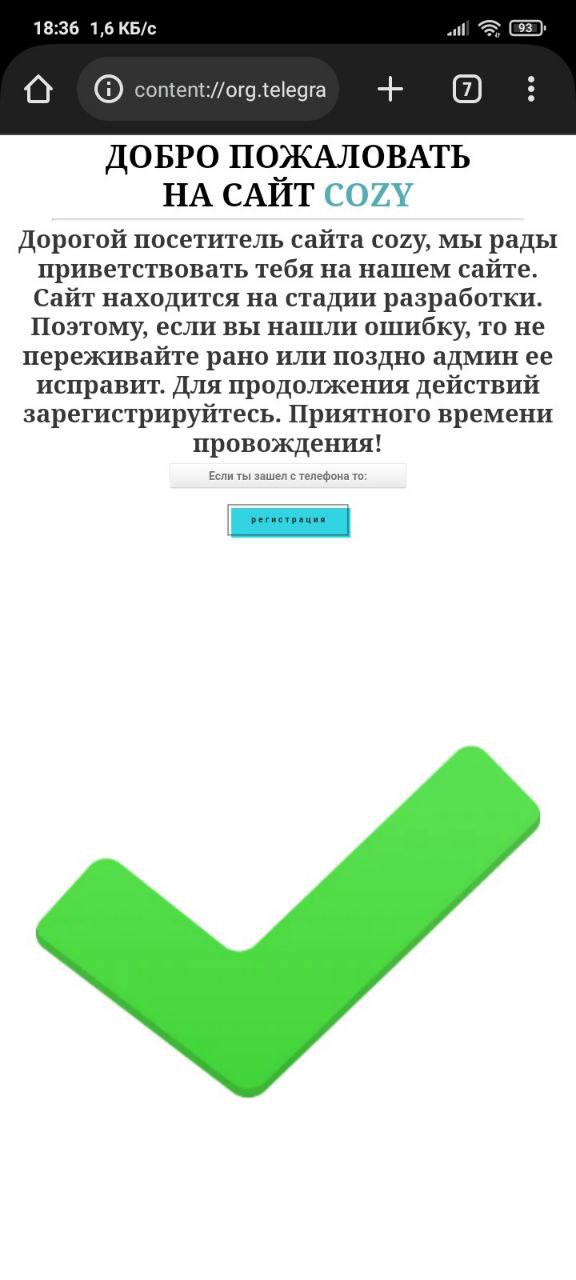 18:36 1,6 КБ/с 93
content://org.telegra 7
ДОБРО ПОЖАЛОВАТЬ
НА САЙТ COZY
Дорогой посетитель сайта cozy, мы рады
приветствовать тебя на нашем сайте.
Сайт находится на стадии разработки.
Поэтому, если вы нашли ошибку, то не
переживайте рано или поздно админ ее
исправит. Для продолжения действий
зарегистрируйтесь. Приятного времени
провождения!
Если ты зашел с телефона то:
регистрация